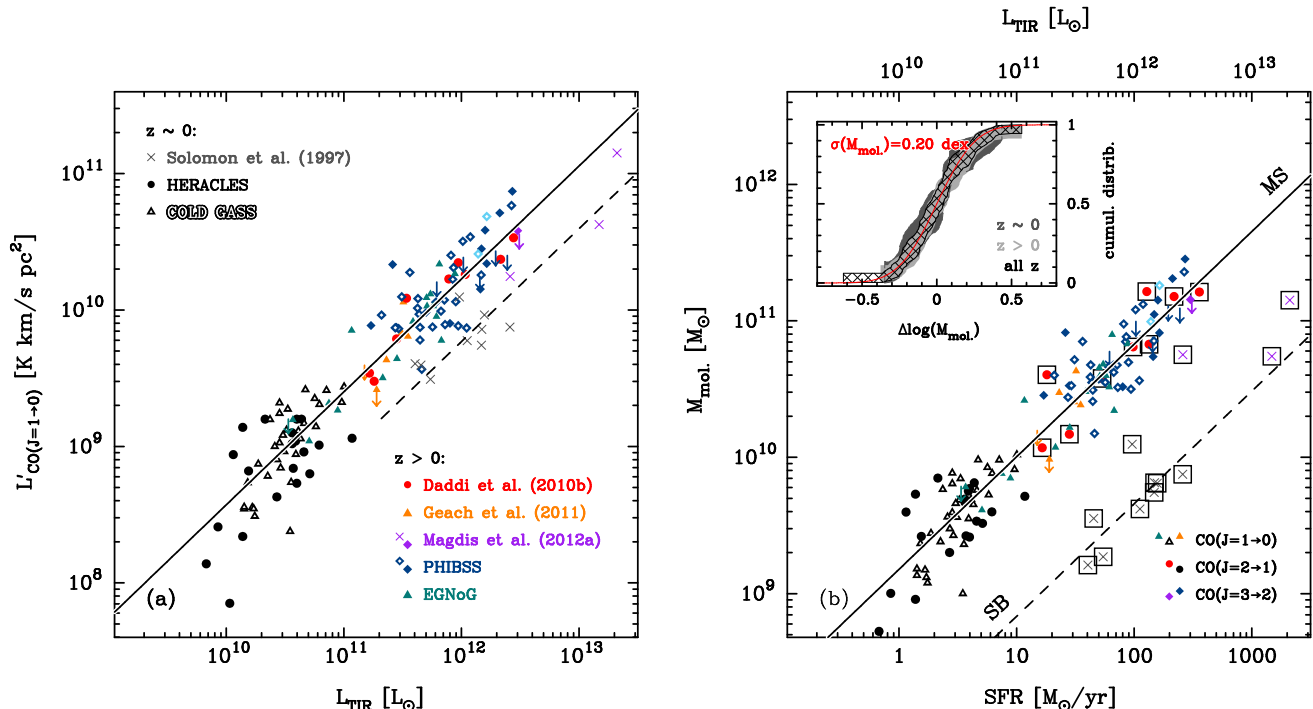 L'CO(J=1→0) [K km/s pc²]
10¹¹
10¹⁰
10⁹
10⁸
z ~ 0:
Solomon et al. (1997)
HERACLES
COLD GASS
z > 0:
Daddi et al. (2010b)
Geach et al. (2011)
Magdis et al. (2012a)
PHIBSS
EGNoG
(a)
10¹⁰ 10¹¹ 10¹² 10¹³
L_TIR [L☉]
L_TIR [L☉]
10¹⁰ 10¹¹ 10¹² 10¹³
M_mol. [M☉]
10¹²
10¹¹
10¹⁰
10⁹
σ(M_mol.)=0.20 dex
z ~ 0
z > 0
all z
1
0.5
0
cumul. distrib.
-0.5 0 0.5
Δlog(M_mol.)
MS
SB
CO(J=1→0)
CO(J=2→1)
CO(J=3→2)
(b)
1 10 100 1000
SFR [M☉/yr]